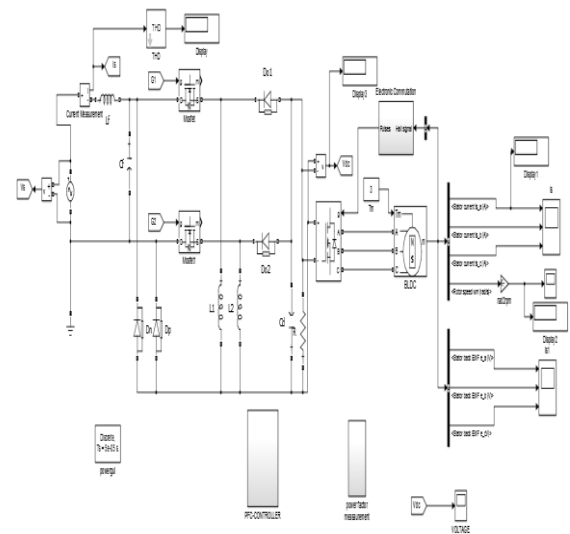 THD
THD
Display
Is
G1
Current Measurement
Lf
Mosfet
Do1
Display3
Electronic Commutation
Pulses
Hall signal
Cf
Vs
Vdc
3
Tm
Display1
is
G2
Mosfet1
Do2
Tm
A
B
C
m
N
S
BLDC
<Stator current is_a (A)>
<Stator current is_b (A)>
<Stator current is_c (A)>
<Rotor speed wm (rad/s)>
rad2rpm
Display2
is1
L1
L2
Cd
Dn
Dp
<Stator back EMF e_a (V)>
<Stator back EMF e_b (V)>
<Stator back EMF e_c (V)>
Discrete,
Ts = 5e-05 s.
powergui
PFC-CONTROLLER
power factor
measurement
Vdc
VOLTAGE